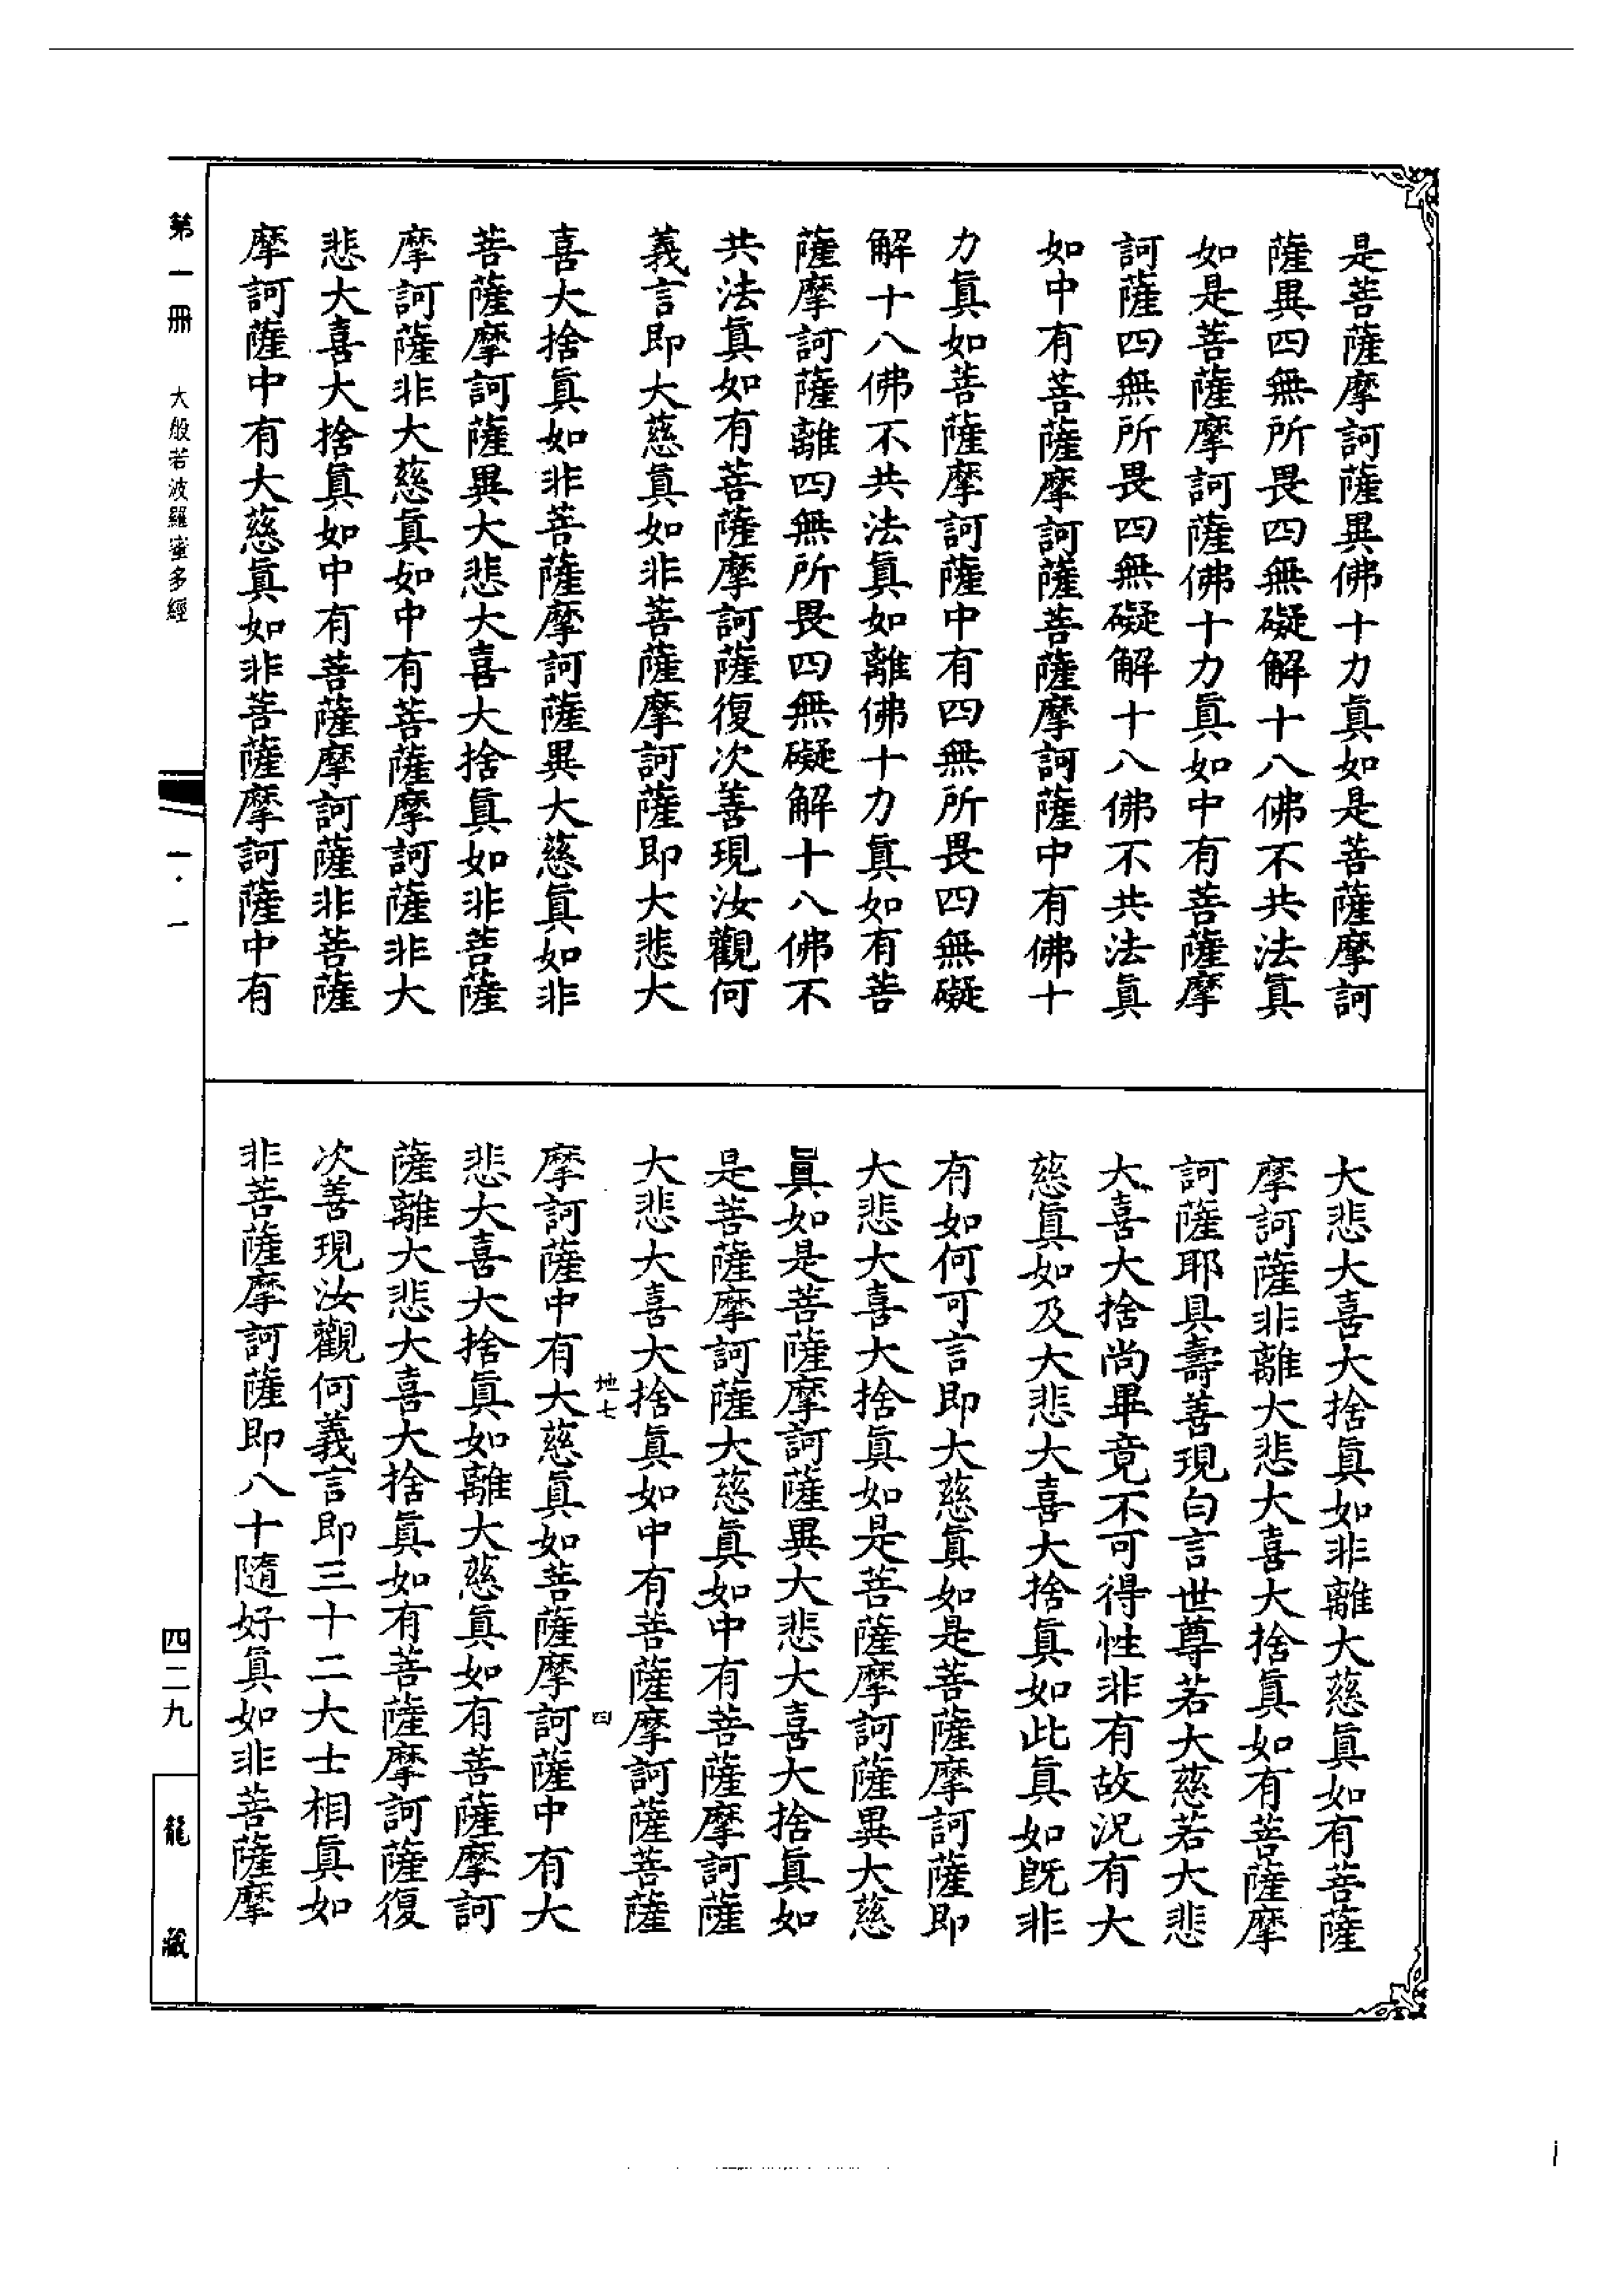 是菩薩摩訶薩異佛十力眞如是菩薩摩訶
薩異四無所畏四無礙解十八佛不共法眞
如是菩薩摩訶薩佛十力眞如中有菩薩摩
訶薩四無所畏四無礙解十八佛不共法眞
如中有菩薩摩訶薩菩薩摩訶薩中有佛十
力眞如菩薩摩訶薩中有四無所畏四無礙
解十八佛不共法眞如離佛十力眞如有菩
薩摩訶薩離四無所畏四無礙解十八佛不
共法眞如有菩薩摩訶薩復次善現汝觀何
義言即大慈眞如非菩薩摩訶薩即大悲大
喜大捨眞如非菩薩摩訶薩異大慈眞如非
菩薩摩訶薩異大悲大喜大捨眞如非菩薩
摩訶薩非大慈眞如中有菩薩摩訶薩非大
悲大喜大捨眞如中有菩薩摩訶薩非菩薩
摩訶薩中有大慈眞如非菩薩摩訶薩中有
大悲大喜大捨眞如非離大慈眞如有菩薩
摩訶薩非離大悲大喜大捨眞如有菩薩摩
訶薩耶具壽善現白言世尊若大慈若大悲
大喜大捨尚畢竟不可得性非有故況有大
慈眞如及大悲大喜大捨眞如此眞如既非
有如何可言即大慈眞如是菩薩摩訶薩即
大悲大喜大捨眞如是菩薩摩訶薩異大慈
眞如是菩薩摩訶薩異大悲大喜大捨眞如
是菩薩摩訶薩大慈眞如中有菩薩摩訶薩
大悲大喜大捨眞如中有菩薩摩訶薩菩薩
地七 四
摩訶薩中有大慈眞如菩薩摩訶薩中有大
悲大喜大捨眞如離大慈眞如有菩薩摩訶
薩離大悲大喜大捨眞如有菩薩摩訶薩復
次善現汝觀何義言即三十二大士相眞如
非菩薩摩訶薩即八十隨好眞如非菩薩摩
第一冊 大般若波羅蜜多經 一·一 四二九 龍藏